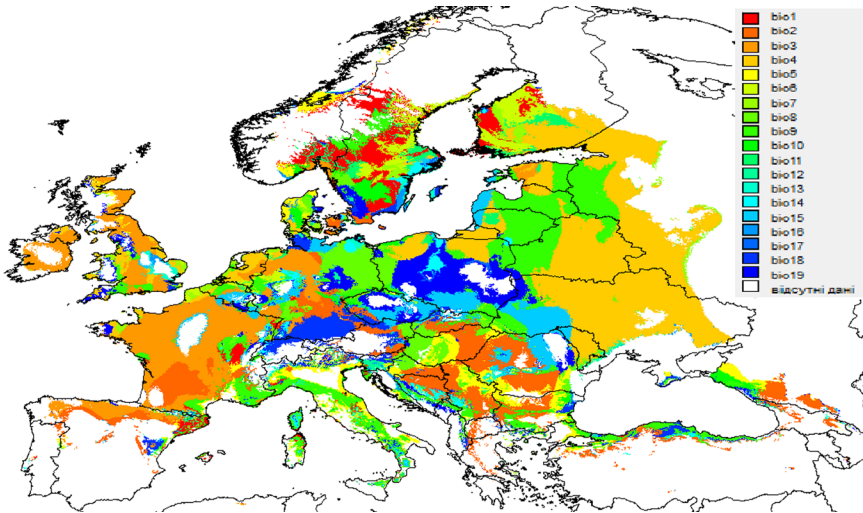 bio1
bio2
bio3
bio4
bio5
bio6
bio7
bio8
bio9
bio10
bio11
bio12
bio13
bio14
bio15
bio16
bio17
bio18
bio19
відсутні дані